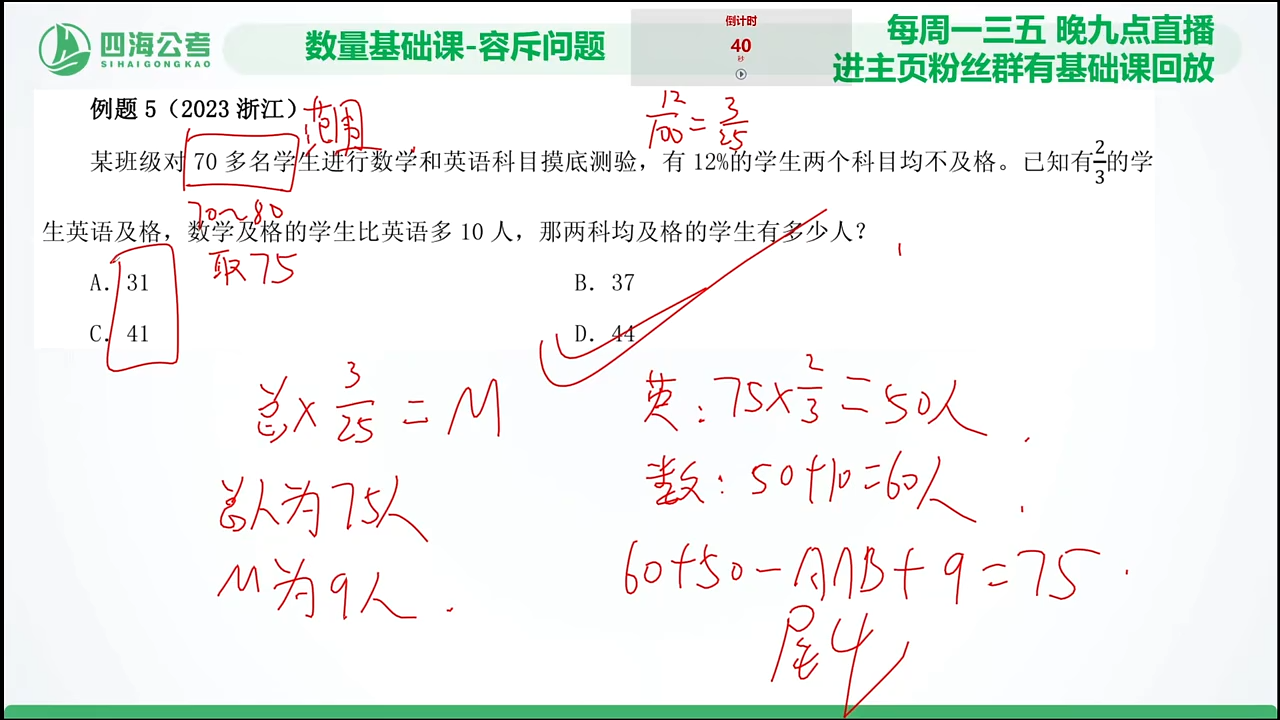 四海公考
SIHAIGONGKAO
数量基础课-容斥问题
倒计时
40
秒
每周一三五 晚九点直播
进主页粉丝群有基础课回放
例题 5（2023 浙江）
范围
12/100=3/25
某班级对 70 多名学生进行数学和英语科目摸底测验，有 12%的学生两个科目均不及格。已知有2/3的学
70~80
生英语及格，数学及格的学生比英语多 10 人，那两科均及格的学生有多少人？
取75
A．31
B．37
C．41
D．44
总×3/25=M
英：75×2/3=50人
总人为75人
数：50+10=60人
M为9人
60+50-A∩B+9=75
尾4